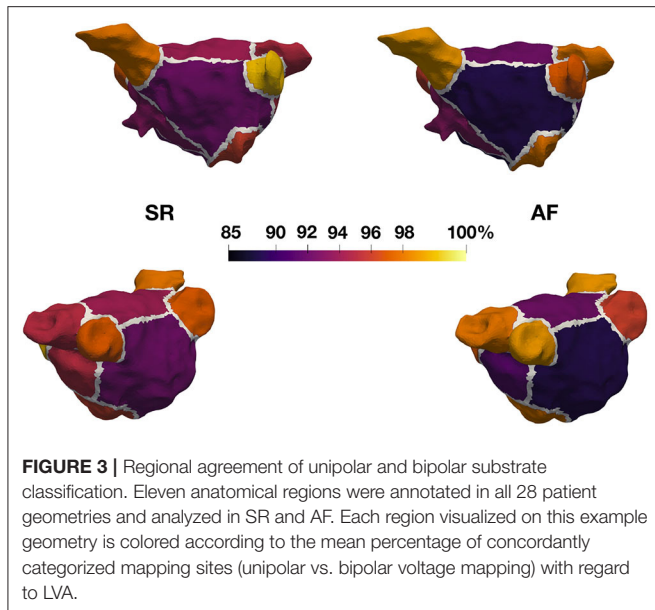 SR
AF
85 90 92 94 96 98 100%
FIGURE 3 | Regional agreement of unipolar and bipolar substrate
classification. Eleven anatomical regions were annotated in all 28 patient
geometries and analyzed in SR and AF. Each region visualized on this example
geometry is colored according to the mean percentage of concordantly
categorized mapping sites (unipolar vs. bipolar voltage mapping) with regard
to LVA.